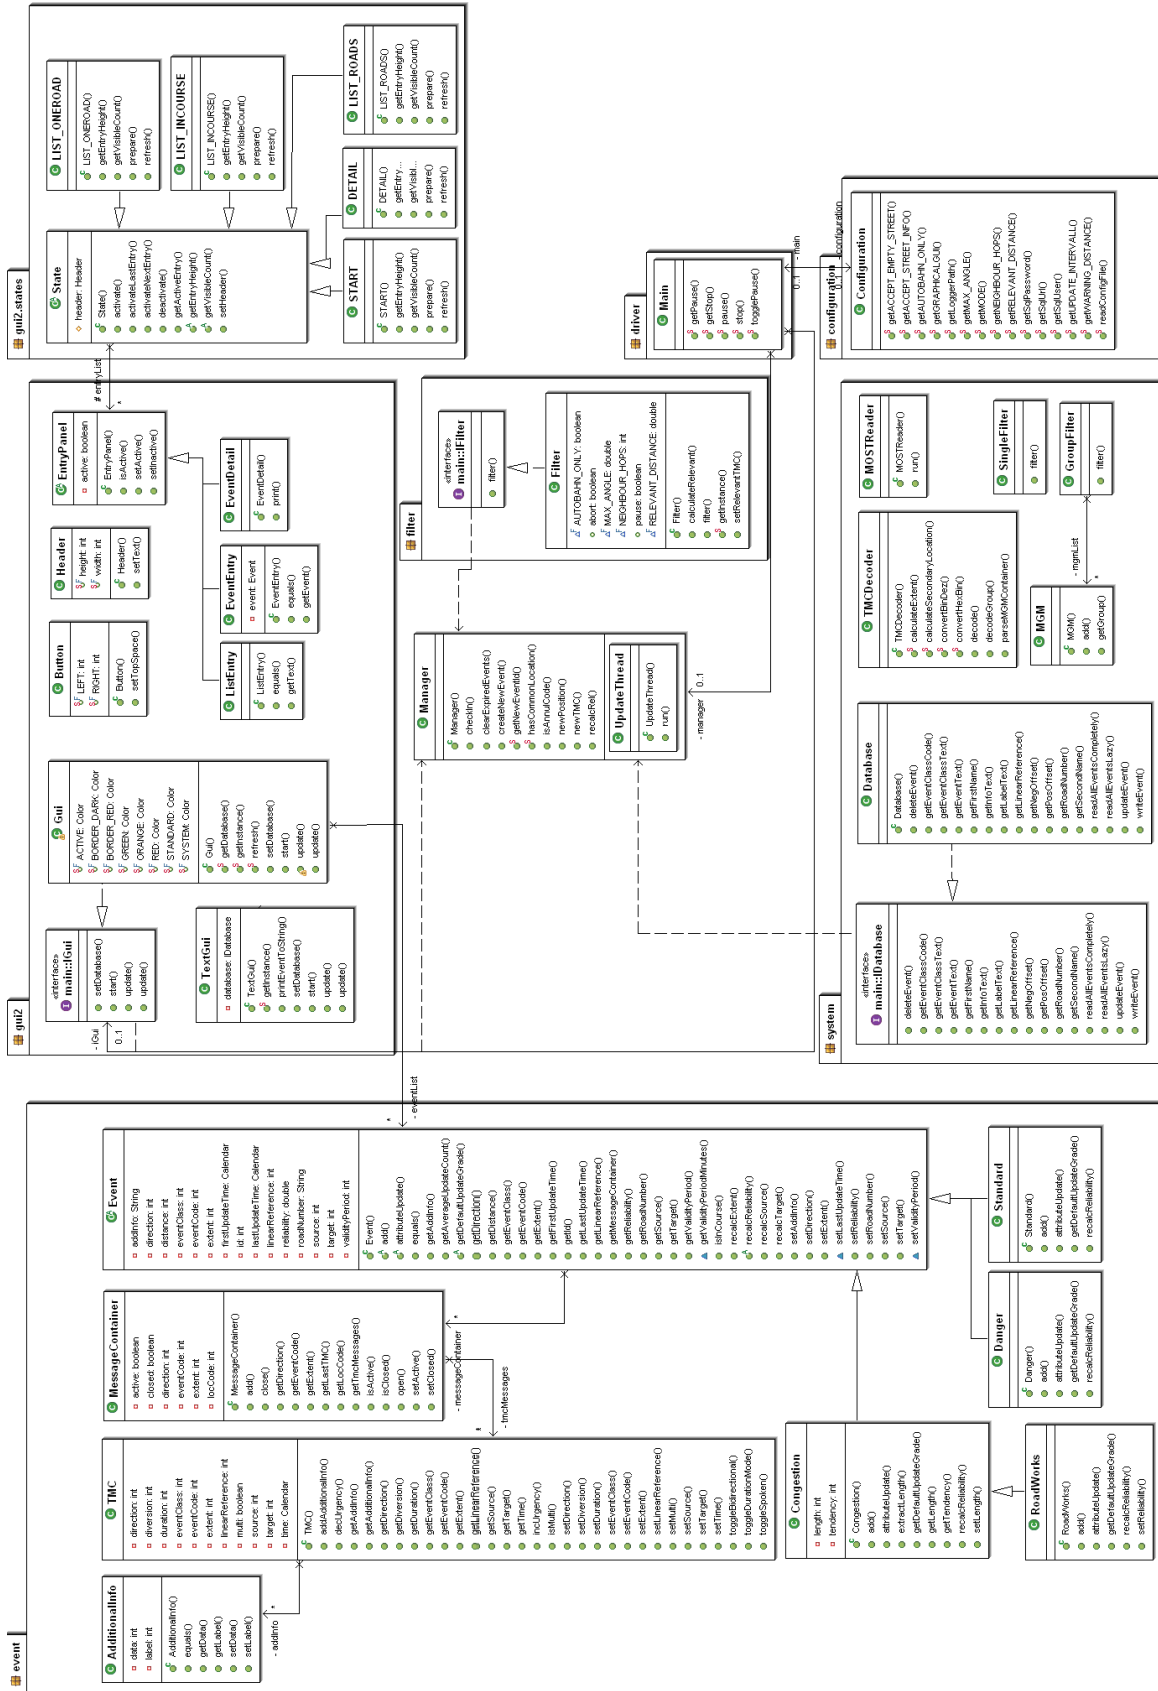 event
AdditionalInfo
data: int
label: int
AdditionalInfo()
equals()
getData()
getLabel()
setData()
setLabel()
- addInfo
*
TMC
direction: int
diversion: int
duration: int
eventClass: int
eventCode: int
extent: int
linearReference: int
multi: boolean
source: int
target: int
time: Calendar
TMC()
addAdditionalInfo()
decUrgency()
getAddInfo()
getAdditionalInfo()
getDirection()
getDiversion()
getDuration()
getEventClass()
getEventCode()
getExtent()
getLinearReference()
getSource()
getTarget()
getTime()
incUrgency()
isMulti()
setDirection()
setDiversion()
setDuration()
setEventClass()
setEventCode()
setExtent()
setLinearReference()
setMulti()
setSource()
setTarget()
setTime()
toggleBidirectional()
toggleDurationMode()
toggleSpoken()
*
- tmcMessages
MessageContainer
active: boolean
closed: boolean
direction: int
eventCode: int
extent: int
locCode: int
MessageContainer()
add()
close()
getDirection()
getEventCode()
getExtent()
getLastTMC()
getLocCode()
getTmcMessages()
isActive()
isClosed()
open()
setActive()
setClosed()
- messageContainer
*
Event
addInfo: String
direction: int
distance: int
eventClass: int
eventCode: int
extent: int
firstUpdateTime: Calendar
id: int
lastUpdateTime: Calendar
linearReference: int
reliability: double
roadNumber: String
source: int
target: int
validityPeriod: int
Event()
add()
attributeUpdate()
equals()
getAddInfo()
getAverageUpdateCount()
getDefaultUpdateGrade()
getDirection()
getDistance()
getEventClass()
getEventCode()
getExtent()
getFirstUpdateTime()
getId()
getLastUpdateTime()
getLinearReference()
getMessageContainer()
getReliability()
getRoadNumber()
getSource()
getTarget()
getValidityPeriod()
getValidityPeriodMinutes()
isInCourse()
recalcExtent()
recalcReliability()
recalcSource()
recalcTarget()
setAddInfo()
setDirection()
setExtent()
setLastUpdateTime()
setReliability()
setRoadNumber()
setSource()
setTarget()
setValidityPeriod()
*
- eventList
Congestion
length: int
tendency: int
Congestion()
add()
attributeUpdate()
extractLength()
getDefaultUpdateGrade()
getLength()
getTendency()
recalcReliability()
setLength()
RoadWorks
RoadWorks()
add()
attributeUpdate()
getDefaultUpdateGrade()
recalcReliability()
setReliability()
Danger
Danger()
add()
attributeUpdate()
getDefaultUpdateGrade()
recalcReliability()
Standard
Standard()
add()
attributeUpdate()
getDefaultUpdateGrade()
recalcReliability()
gui2
«interface»
main::IGui
setDatabase()
start()
update()
update()
- iGui
0..1
Gui
ACTIVE: Color
BORDER_DARK: Color
BORDER_RED: Color
GREEN: Color
ORANGE: Color
RED: Color
STANDARD: Color
SYSTEM: Color
Gui()
getDatabase()
getInstance()
refresh()
setDatabase()
start()
update()
update()
TextGui
database: IDatabase
TextGui()
getInstance()
printEventToString()
setDatabase()
start()
update()
update()
Button
LEFT: int
RIGHT: int
Button()
setTopSpace()
Header
height: int
width: int
Header()
setText()
EntryPanel
active: boolean
EntryPanel()
isActive()
setActive()
setInactive()
ListEntry
ListEntry()
equals()
getText()
EventEntry
event: Event
EventEntry()
equals()
getEvent()
EventDetail
EventDetail()
print()
# entryList
*
gui2.states
State
header: Header
State()
activate()
activateLastEntry()
activateNextEntry()
deactivate()
getActiveEntry()
getEntryHeight()
getVisibleCount()
setHeader()
LIST_ONEROAD
LIST_ONEROAD()
getEntryHeight()
getVisibleCount()
prepare()
refresh()
LIST_INCOURSE
LIST_INCOURSE()
getEntryHeight()
getVisibleCount()
prepare()
refresh()
START
START()
getEntryHeight()
getVisibleCount()
prepare()
refresh()
DETAIL
DETAIL()
getEntry...
getVisibl...
prepare()
refresh()
LIST_ROADS
LIST_ROADS()
getEntryHeight()
getVisibleCount()
prepare()
refresh()
Manager
Manager()
checkIn()
clearExpiredEvents()
createNewEvent()
getNewEventId()
hasCommonLocation()
isAnnulCode()
newPosition()
newTMC()
recalcRel()
UpdateThread
UpdateThread()
run()
- manager
0..1
filter
«interface»
main::IFilter
filter()
Filter
AUTOBAHN_ONLY: boolean
abort: boolean
MAX_ANGLE: double
NEIGHBOUR_HOPS: int
pause: boolean
RELEVANT_DISTANCE: double
Filter()
calculateRelevant()
filter()
getInstance()
setRelevantTMC()
driver
Main
getPause()
getStop()
pause()
stop()
togglePause()
0..1
- main
configuration
- configuration
Configuration
getACCEPT_EMPTY_STREET()
getACCEPT_STREET_INFO()
getAUTOBAHN_ONLY()
getGRAPHICALGUI()
getLoggerPath()
getMAX_ANGLE()
getMODE()
getNEIGHBOUR_HOPS()
getRELEVANT_DISTANCE()
getSqlPassword()
getSqlUrl()
getSqlUser()
getUPDATE_INTERVALL()
getWARNING_DISTANCE()
readConfigFile()
system
«interface»
main::IDatabase
deleteEvent()
getEventClassCode()
getEventClassText()
getEventText()
getFirstName()
getInfoText()
getLabelText()
getLinearReference()
getNegOffset()
getPosOffset()
getRoadNumber()
getSecondName()
readAllEventsCompletely()
readAllEventsLazy()
updateEvent()
writeEvent()
Database
Database()
deleteEvent()
getEventClassCode()
getEventClassText()
getEventText()
getFirstName()
getInfoText()
getLabelText()
getLinearReference()
getNegOffset()
getPosOffset()
getRoadNumber()
getSecondName()
readAllEventsCompletely()
readAllEventsLazy()
updateEvent()
writeEvent()
TMCDecoder
TMCDecoder()
calculateExtent()
calculateSecondaryLocation()
convertBinDez()
convertHexBin()
decode()
decodeGroup()
parseMGMContainer()
MGM
MGM()
add()
getGroup()
- mgmList
*
MOSTReader
MOSTReader()
run()
SingleFilter
filter()
GroupFilter
filter()